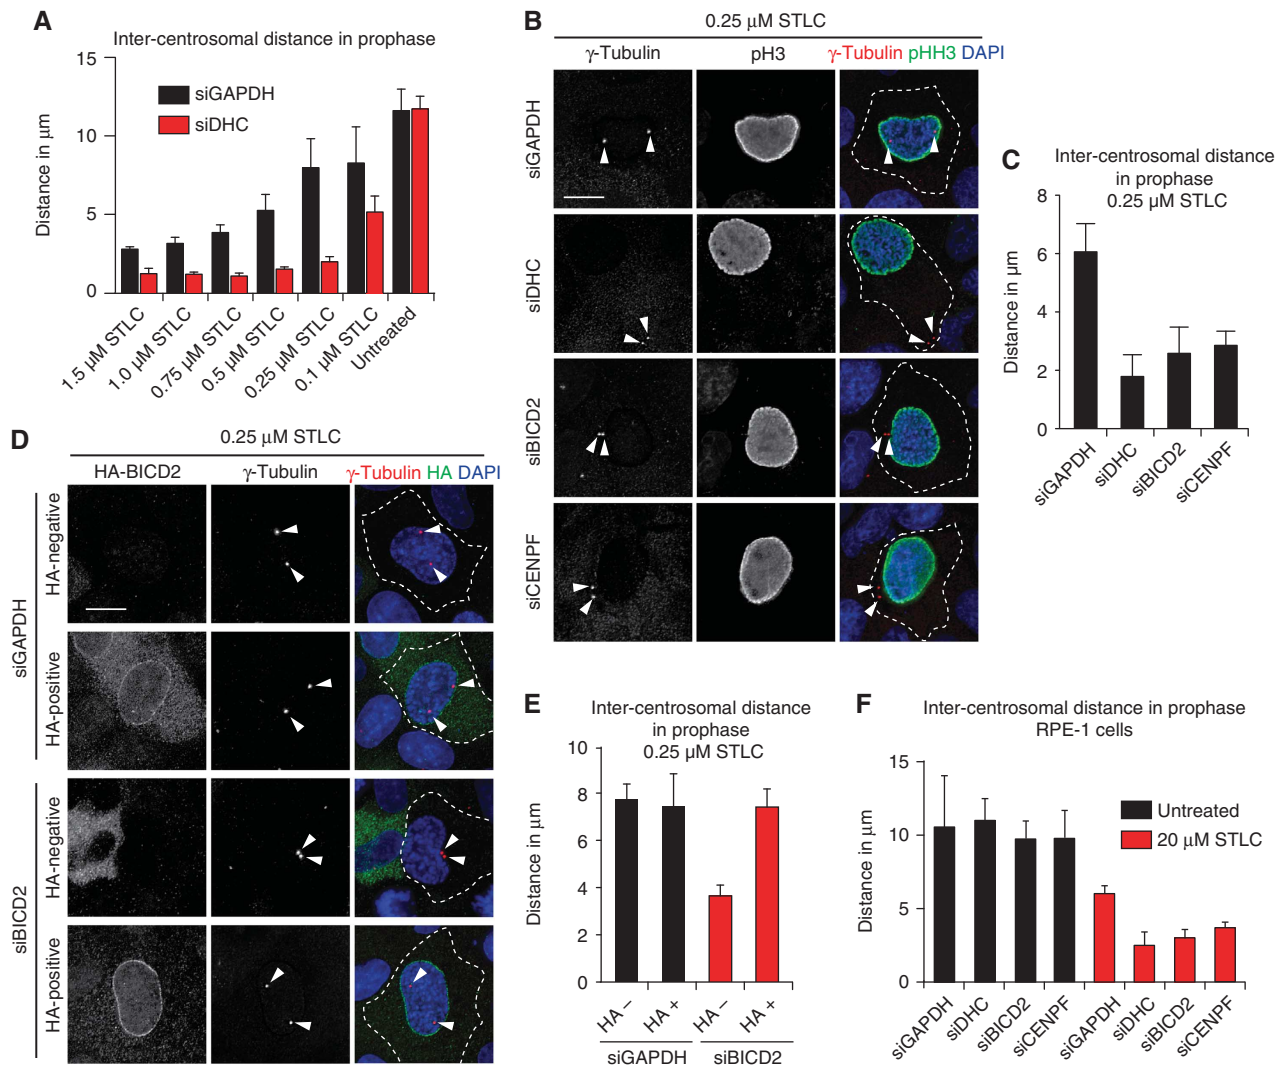 A
Inter-centrosomal distance in prophase
15
10
5
0
Distance in µm
siGAPDH
siDHC
1.5 µM STLC
1.0 µM STLC
0.75 µM STLC
0.5 µM STLC
0.25 µM STLC
0.1 µM STLC
Untreated
B
0.25 µM STLC
γ-Tubulin
pH3
γ-Tubulin pHH3 DAPI
siGAPDH
siDHC
siBICD2
siCENPF
C
Inter-centrosomal distance
in prophase
0.25 µM STLC
8
6
4
2
0
Distance in µm
siGAPDH
siDHC
siBICD2
siCENPF
D
0.25 µM STLC
HA-BICD2
γ-Tubulin
γ-Tubulin HA DAPI
siGAPDH
HA-negative
HA-positive
siBICD2
HA-negative
HA-positive
E
Inter-centrosomal distance
in prophase
0.25 µM STLC
10
8
6
4
2
0
Distance in µm
HA –
HA +
HA –
HA +
siGAPDH
siBICD2
F
Inter-centrosomal distance in prophase
RPE-1 cells
15
10
5
0
Distance in µm
Untreated
20 µM STLC
siGAPDH
siDHC
siBICD2
siCENPF
siGAPDH
siDHC
siBICD2
siCENPF